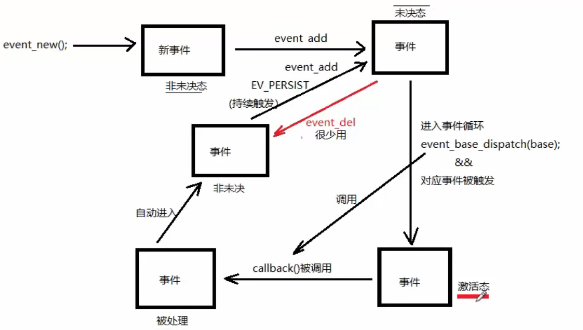 未决态
event_new();
新事件
event_add
事件
非未决态
event_add
EV_PERSIST
(持续触发)
event_del
很少用
事件
非未决
进入事件循环
event_base_dispatch(base);
&&
对应事件被触发
调用
自动进入
事件
callback()被调用
事件
激活态
被处理